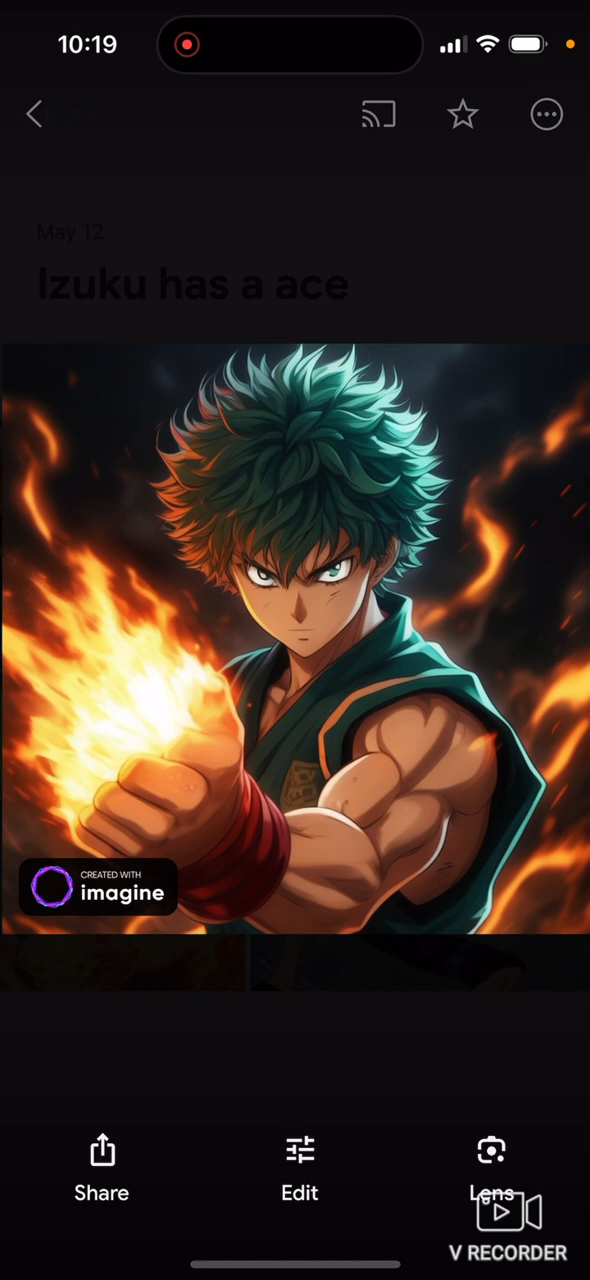 10:19
May 12
Izuku has a ace
CREATED WITH
imagine
Share
Edit
Lens
V RECORDER